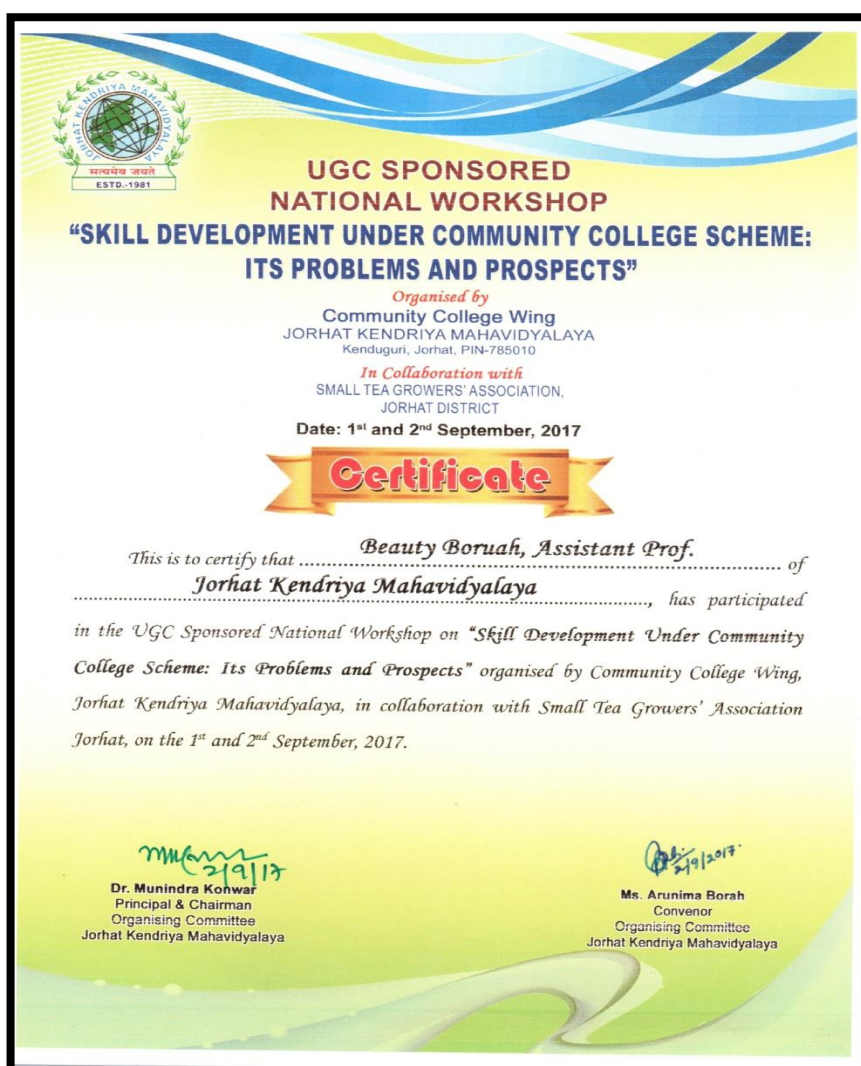 JORHAT KENDRIYA MAHAVIDYALAYA
सत्यमेव जयते
ESTD.-1981
UGC SPONSORED
NATIONAL WORKSHOP
“SKILL DEVELOPMENT UNDER COMMUNITY COLLEGE SCHEME:
ITS PROBLEMS AND PROSPECTS”
Organised by
Community College Wing
JORHAT KENDRIYA MAHAVIDYALAYA
Kenduguri, Jorhat, PIN-785010
In Collaboration with
SMALL TEA GROWERS’ ASSOCIATION,
JORHAT DISTRICT
Date: 1st and 2nd September, 2017
Certificate
This is to certify that Beauty Boruah, Assistant Prof. of
Jorhat Kendriya Mahavidyalaya, has participated
in the UGC Sponsored National Workshop on “Skill Development Under Community
College Scheme: Its Problems and Prospects” organised by Community College Wing,
Jorhat Kendriya Mahavidyalaya, in collaboration with Small Tea Growers’ Association
Jorhat, on the 1st and 2nd September, 2017.
2/9/17
Dr. Munindra Konwar
Principal & Chairman
Organising Committee
Jorhat Kendriya Mahavidyalaya
2/9/2017.
Ms. Arunima Borah
Convenor
Organising Committee
Jorhat Kendriya Mahavidyalaya